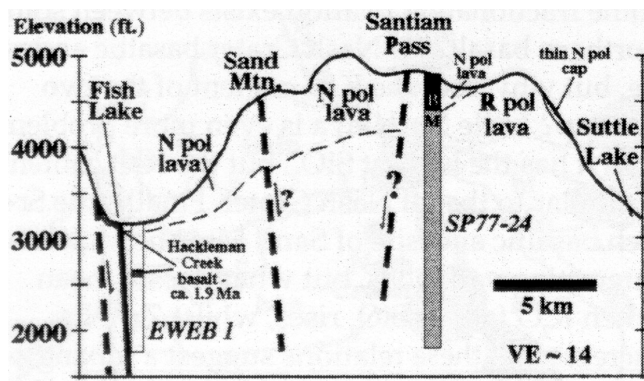 Elevation (ft.)
5000
4000
3000
2000
Fish
Lake
N pol
lava
Sand
Mtn.
N pol
lava
Santiam
Pass
N pol
lava
R
M
R pol
lava
thin N pol
cap
Suttle
Lake
?
?
Hackleman
Creek
basalt -
ca. 1.9 Ma
EWEB 1
SP77-24
5 km
VE ~ 14